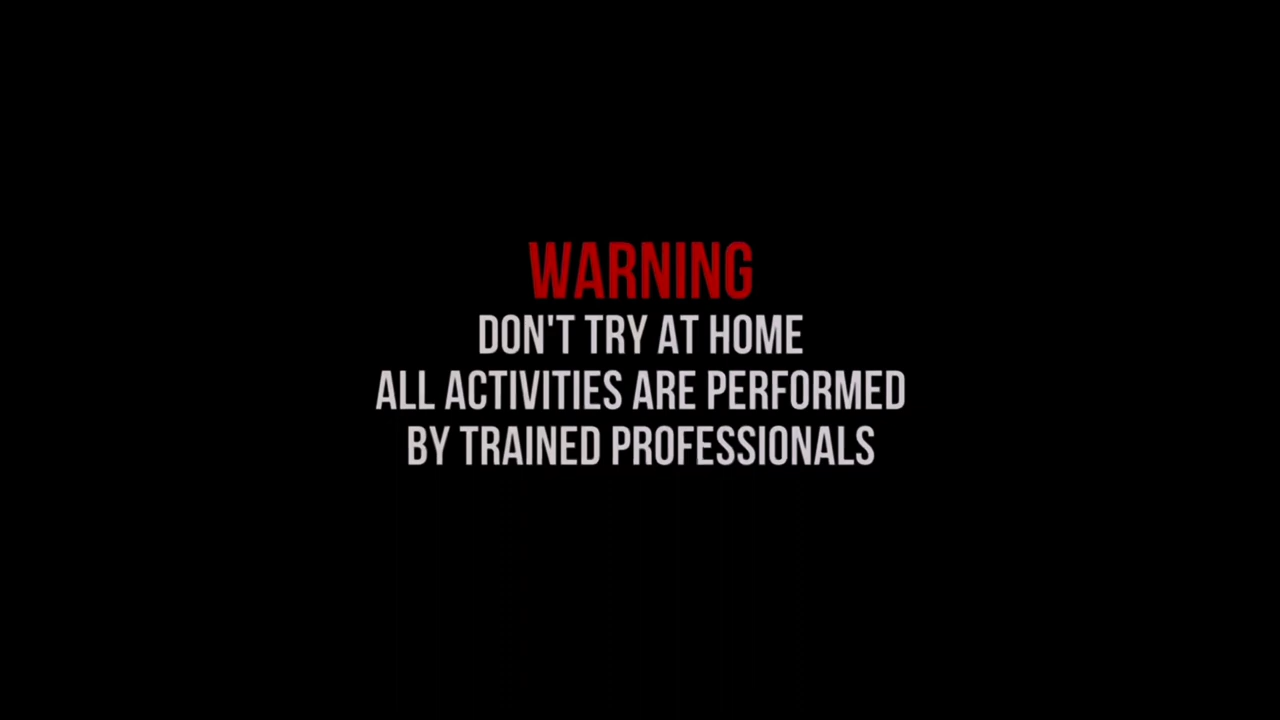 WARNING
DON'T TRY AT HOME
ALL ACTIVITIES ARE PERFORMED
BY TRAINED PROFESSIONALS